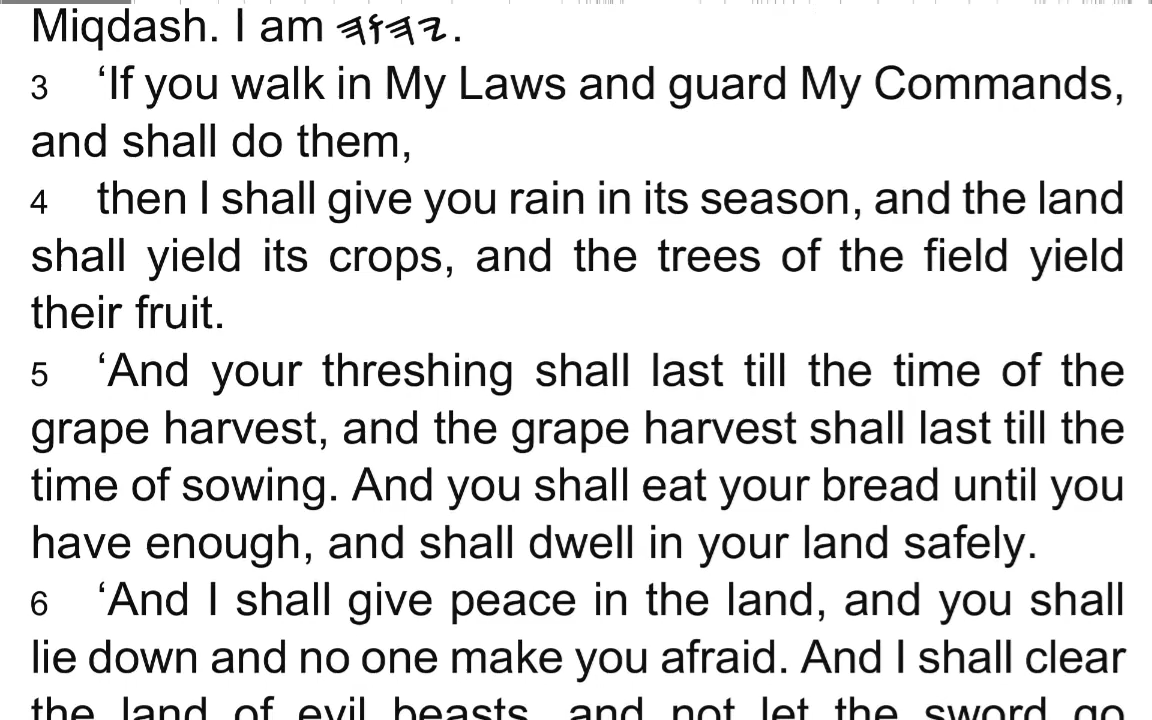 Miqdash. I am 𐤉𐤄𐤅𐤄.
3 ‘If you walk in My Laws and guard My Commands,
and shall do them,
4 then I shall give you rain in its season, and the land
shall yield its crops, and the trees of the field yield
their fruit.
5 ‘And your threshing shall last till the time of the
grape harvest, and the grape harvest shall last till the
time of sowing. And you shall eat your bread until you
have enough, and shall dwell in your land safely.
6 ‘And I shall give peace in the land, and you shall
lie down and no one make you afraid. And I shall clear
the land of evil beasts, and not let the sword go